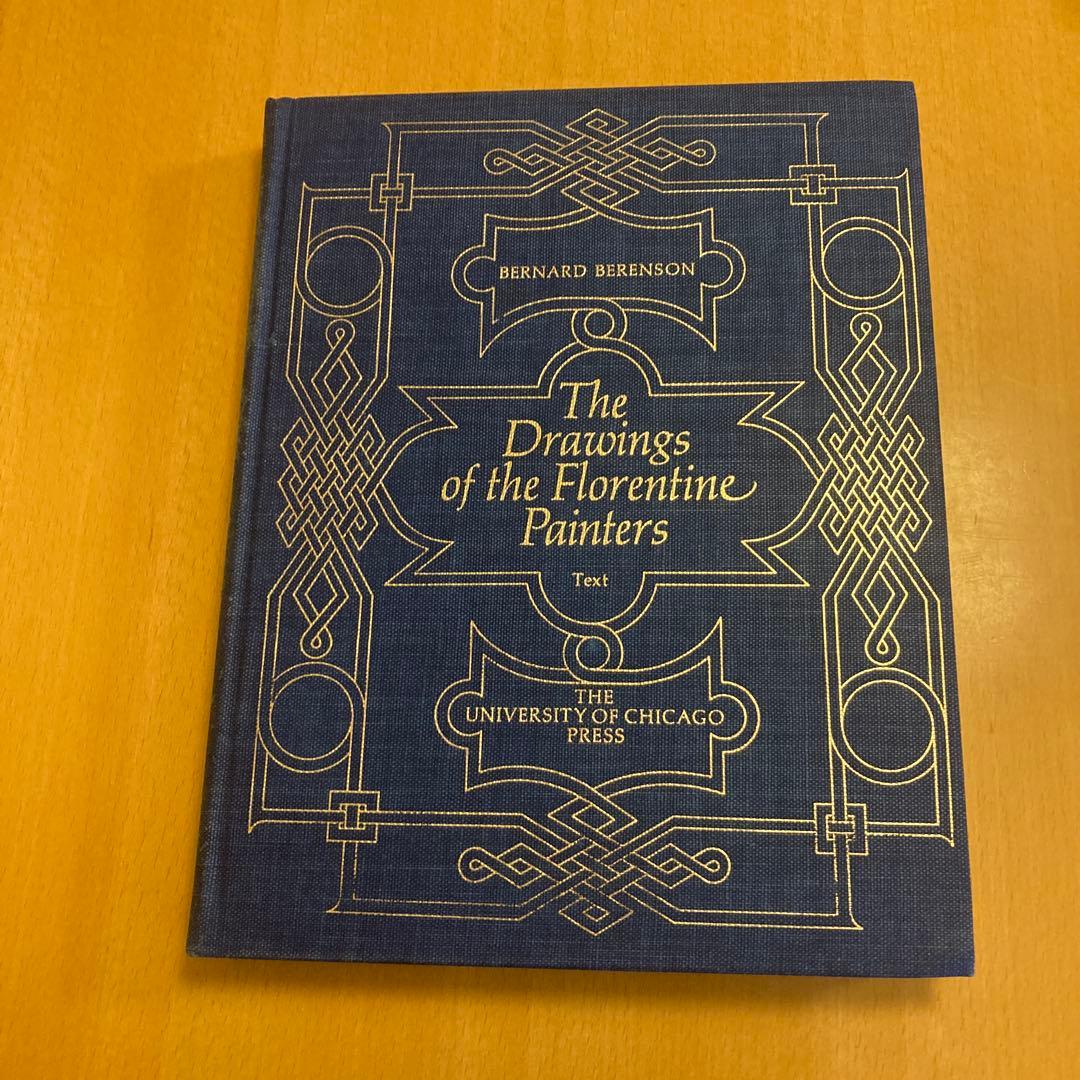 BERNARD BERENSON
The
Drawings
of the Florentine
Painters
Text
THE
UNIVERSITY OF CHICAGO
PRESS